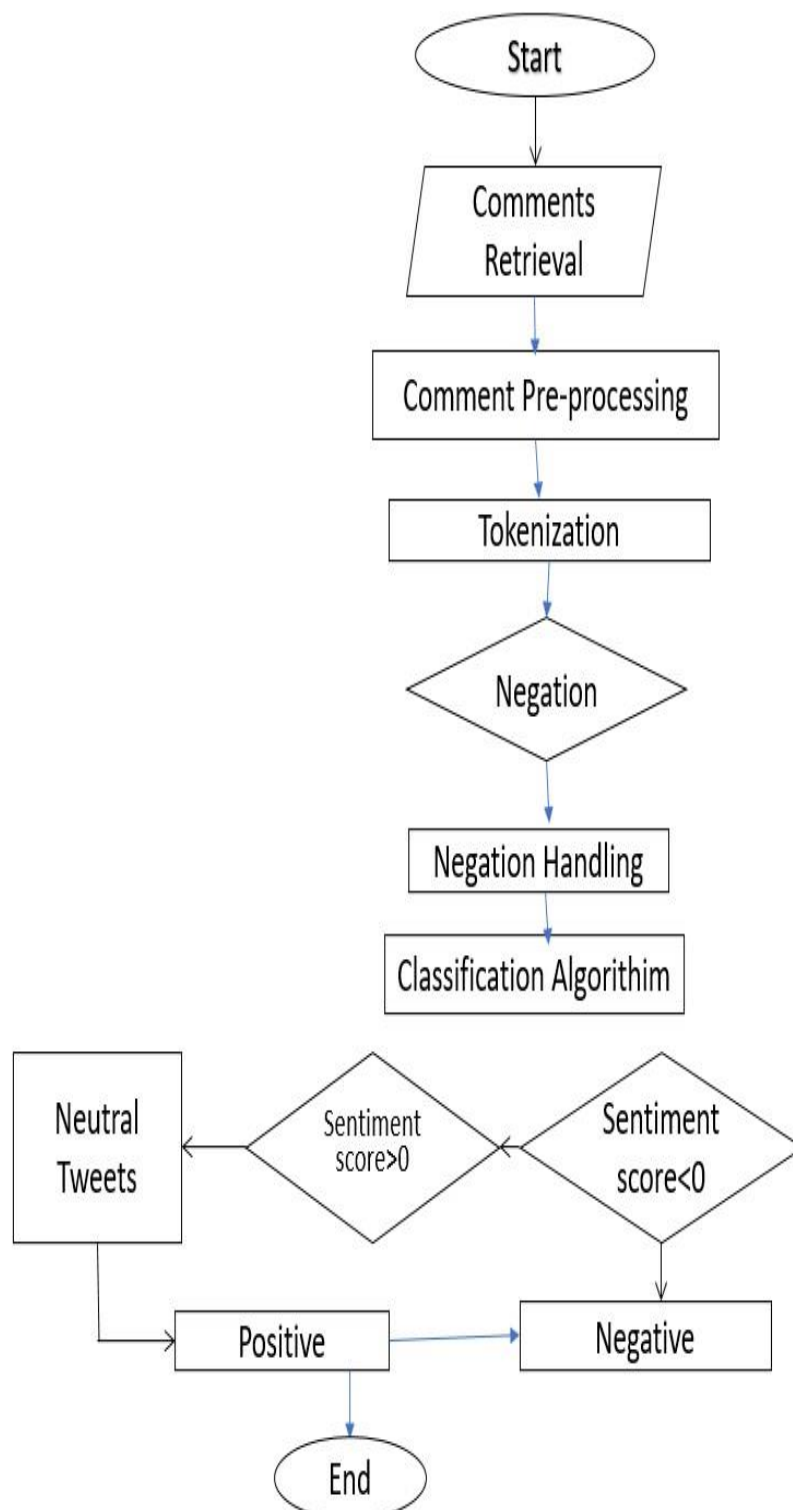 Start
Comments
Retrieval
Comment Pre-processing
Tokenization
Negation
Negation Handling
Classification Algorithim
Neutral
Tweets
Sentiment
score>0
Sentiment
score<0
Positive
Negative
End